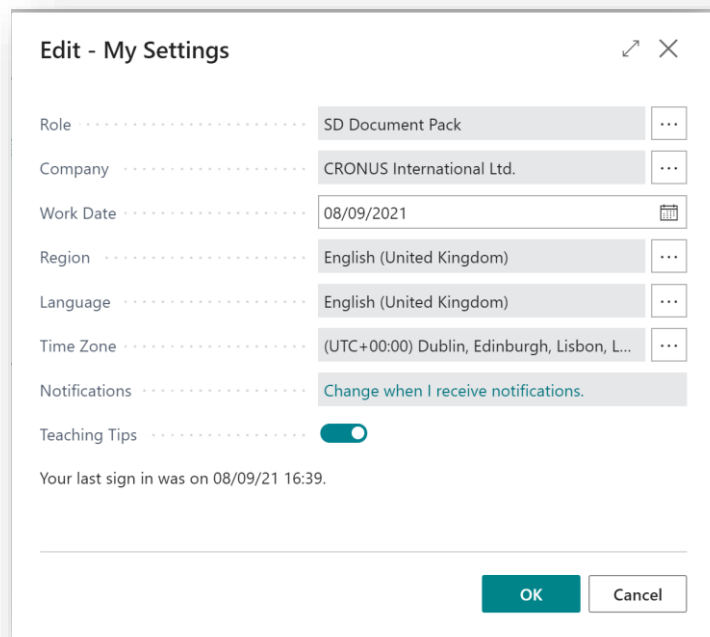 Edit - My Settings
Role SD Document Pack
Company CRONUS International Ltd.
Work Date 08/09/2021
Region English (United Kingdom)
Language English (United Kingdom)
Time Zone (UTC+00:00) Dublin, Edinburgh, Lisbon, L...
Notifications Change when I receive notifications.
Teaching Tips
Your last sign in was on 08/09/21 16:39.
OK Cancel